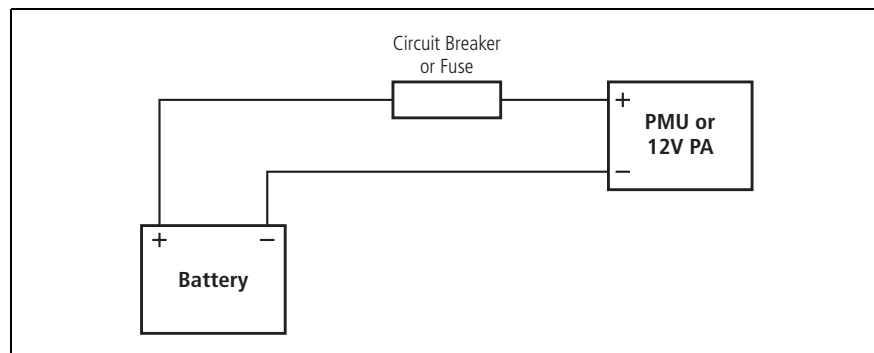 Circuit Breaker
or Fuse
+
PMU or
12V PA
−
+ −
Battery